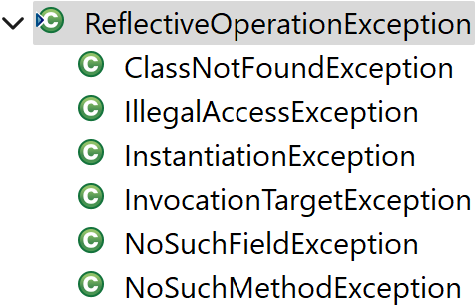 ReflectiveOperationException
ClassNotFoundException
IllegalAccessException
InstantiationException
InvocationTargetException
NoSuchFieldException
NoSuchMethodException